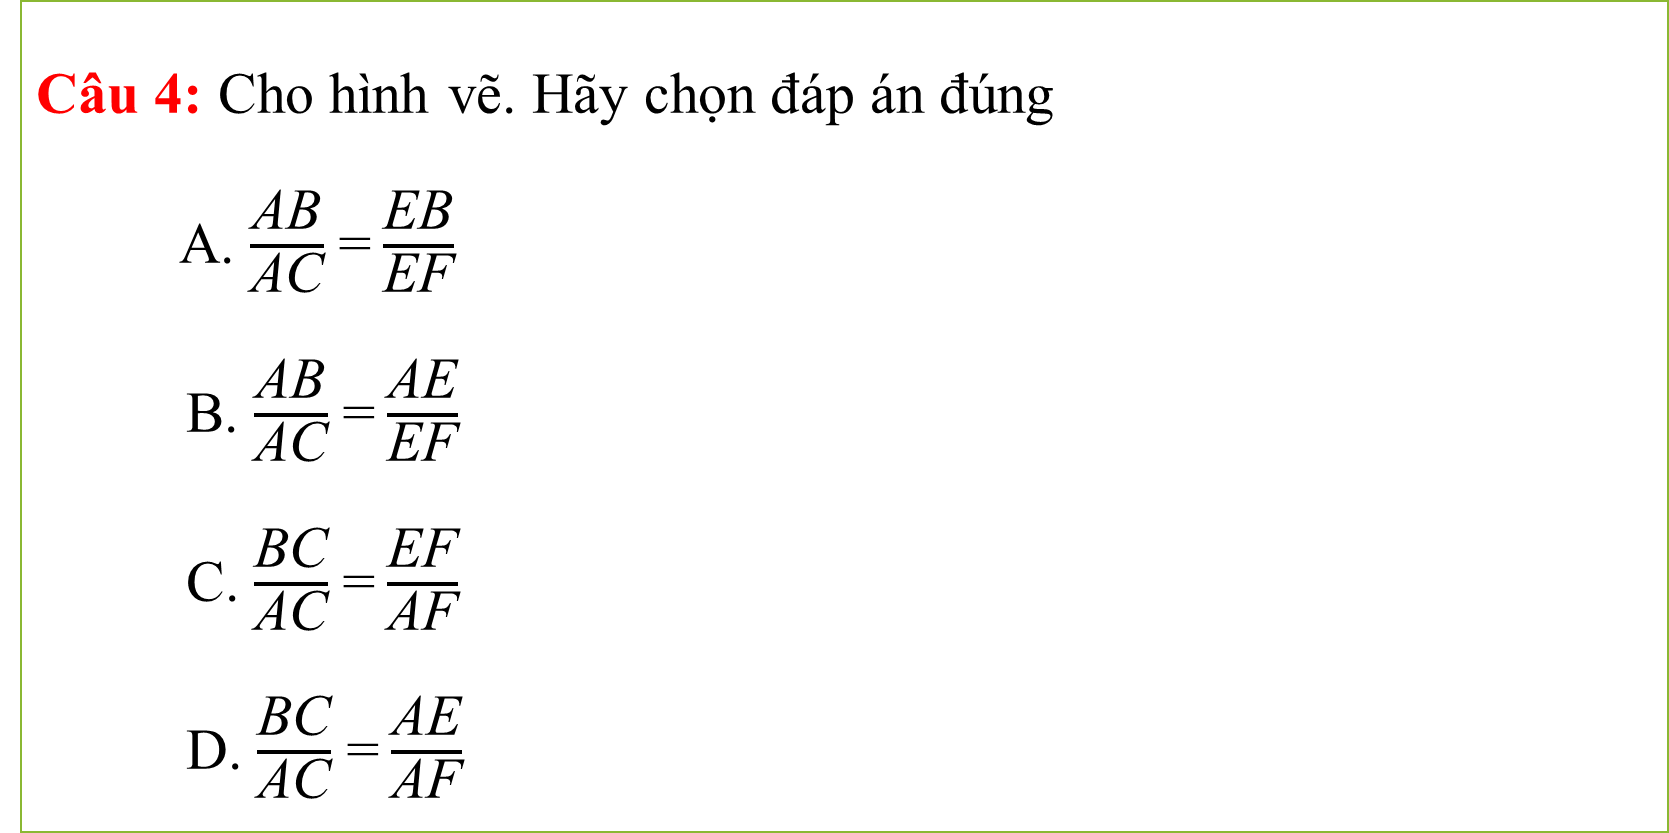 Câu 4: Cho hình vẽ. Hãy chọn đáp án đúng
A. AB/AC = EB/EF
B. AB/AC = AE/EF
C. BC/AC = EF/AF
D. BC/AC = AE/AF